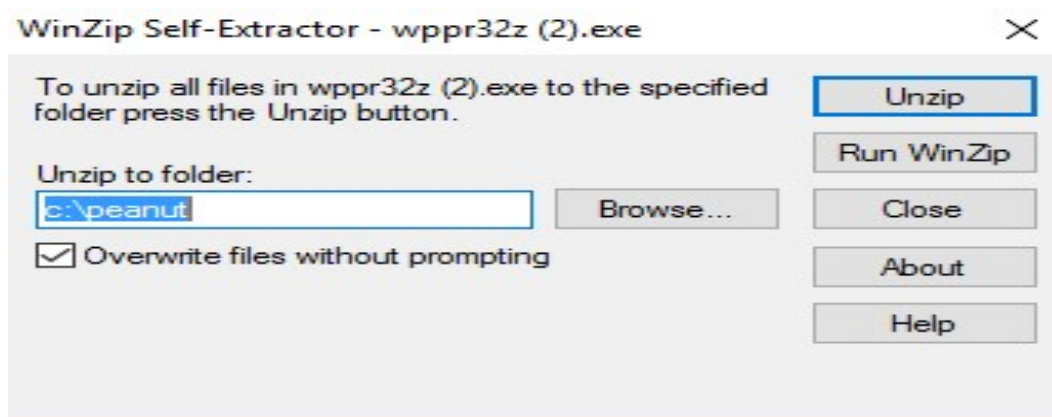 WinZip Self-Extractor - wppr32z (2).exe
To unzip all files in wppr32z (2).exe to the specified
folder press the Unzip button.
Unzip to folder:
c:\peanut
Browse...
Overwrite files without prompting
Unzip
Run WinZip
Close
About
Help